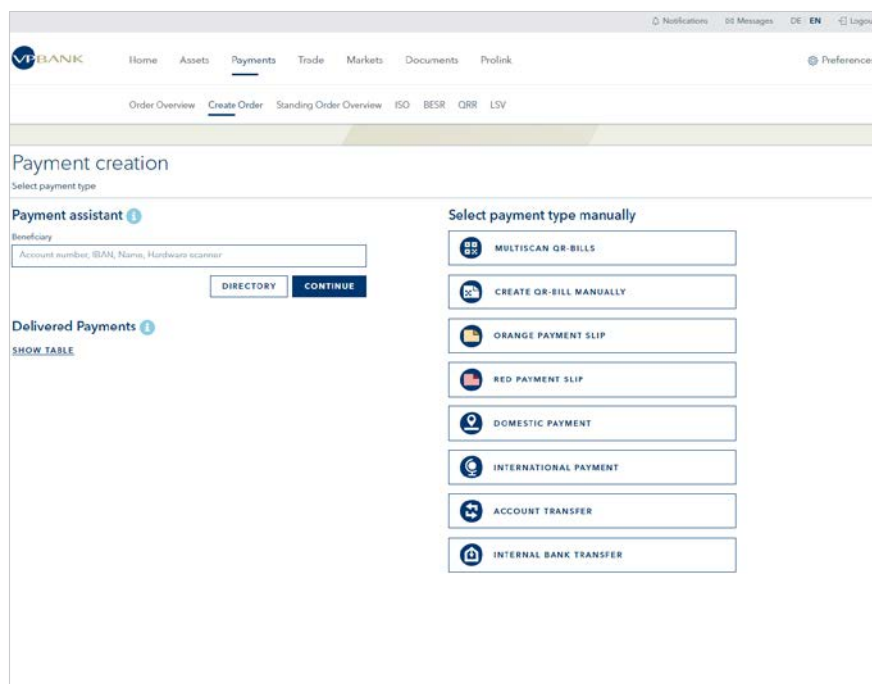 Notifications Messages DE EN Logou
VPBANK Home Assets Payments Trade Markets Documents Prolink Preferences
Order Overview Create Order Standing Order Overview ISO BESR QRR LSV
Payment creation
Select payment type
Payment assistant i
Beneficiary
Account number, IBAN, Name, Hardware scanner
DIRECTORY CONTINUE
Delivered Payments i
SHOW TABLE
Select payment type manually
MULTISCAN QR-BILLS
CREATE QR-BILL MANUALLY
ORANGE PAYMENT SLIP
RED PAYMENT SLIP
DOMESTIC PAYMENT
INTERNATIONAL PAYMENT
ACCOUNT TRANSFER
INTERNAL BANK TRANSFER